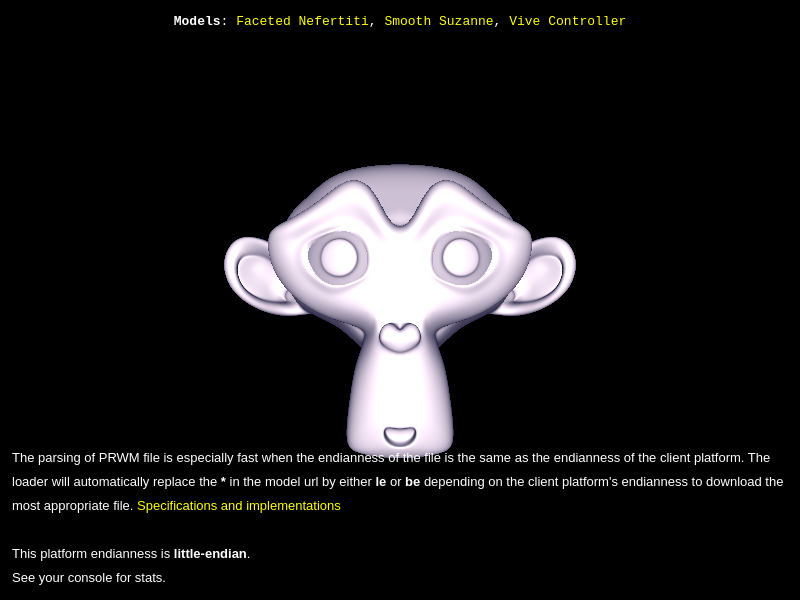 Models: Faceted Nefertiti, Smooth Suzanne, Vive Controller
The parsing of PRWM file is especially fast when the endianness of the file is the same as the endianness of the client platform. The
loader will automatically replace the * in the model url by either le or be depending on the client platform's endianness to download the
most appropriate file. Specifications and implementations
This platform endianness is little-endian.
See your console for stats.